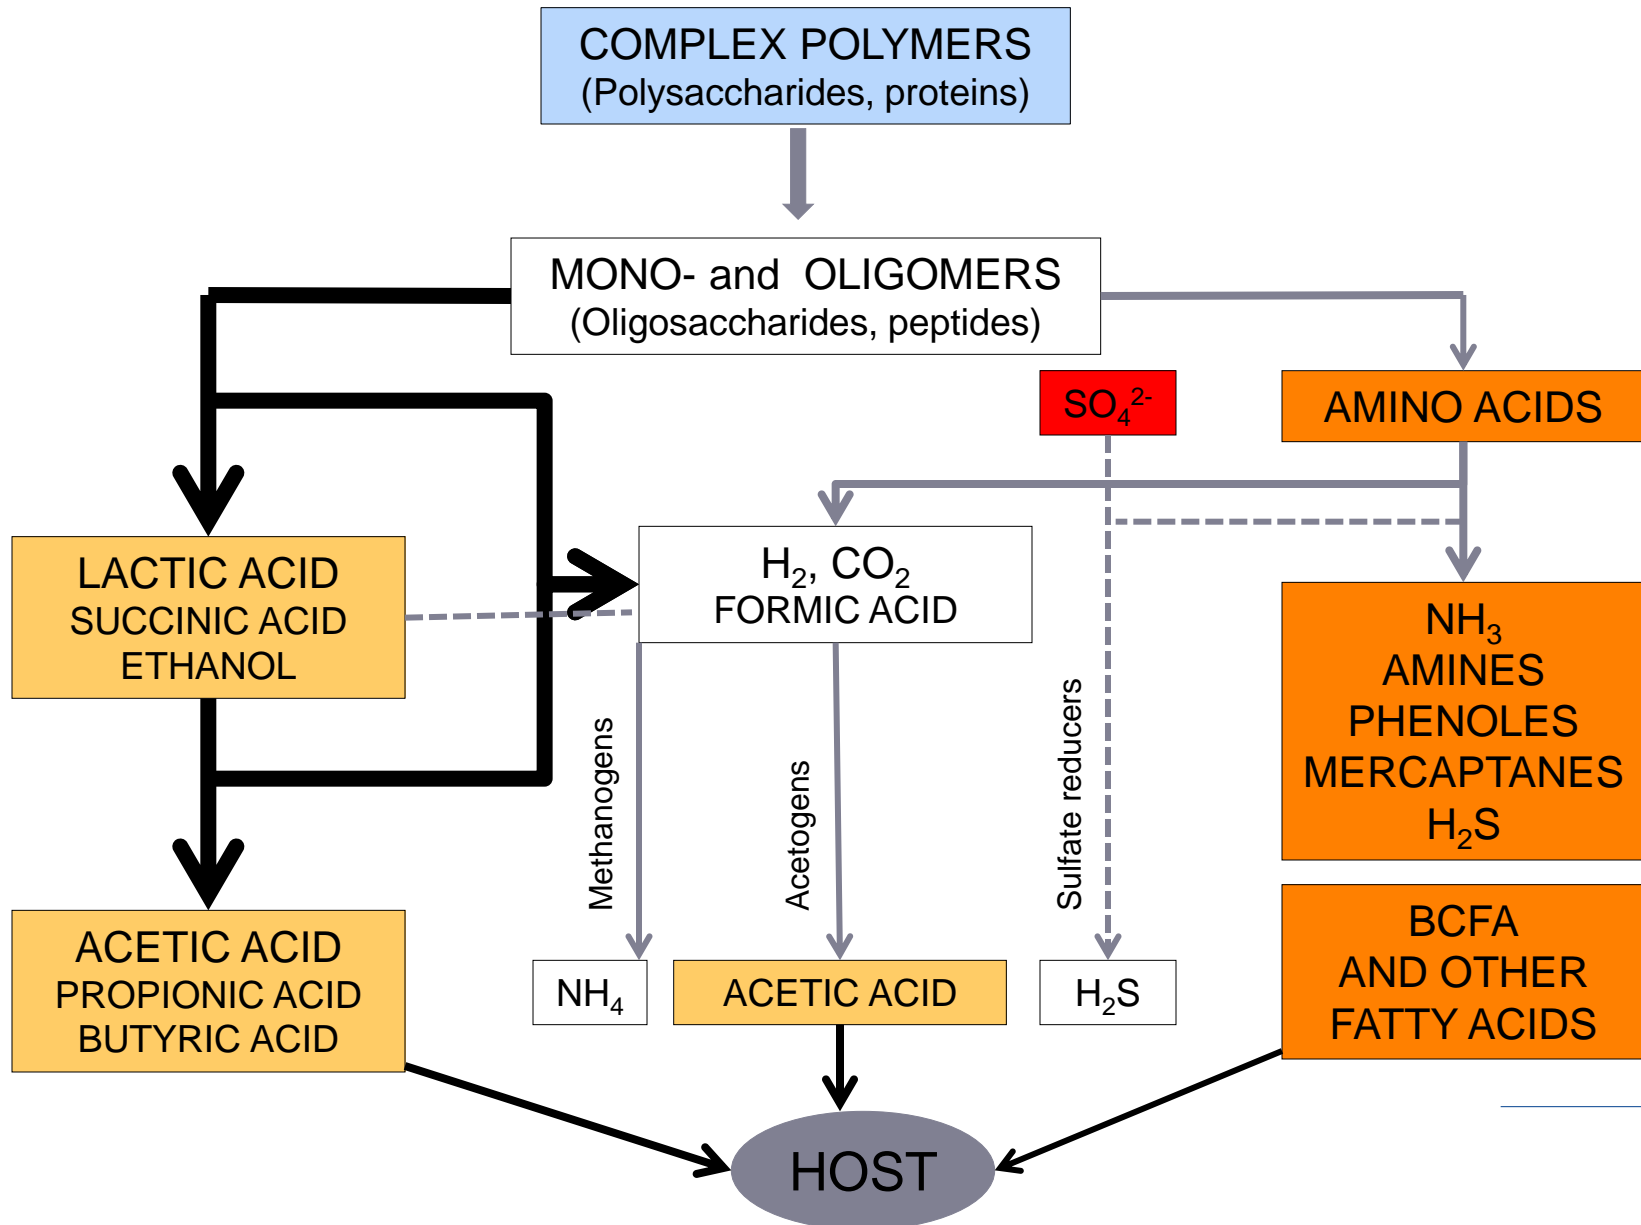 COMPLEX POLYMERS
(Polysaccharides, proteins)
MONO- and OLIGOMERS
(Oligosaccharides, peptides)
SO₄²⁻
AMINO ACIDS
LACTIC ACID
SUCCINIC ACID
ETHANOL
H₂, CO₂
FORMIC ACID
NH₃
AMINES
PHENOLES
MERCAPTANES
H₂S
Methanogens
Acetogens
Sulfate reducers
ACETIC ACID
PROPIONIC ACID
BUTYRIC ACID
NH₄
ACETIC ACID
H₂S
BCFA
AND OTHER
FATTY ACIDS
HOST